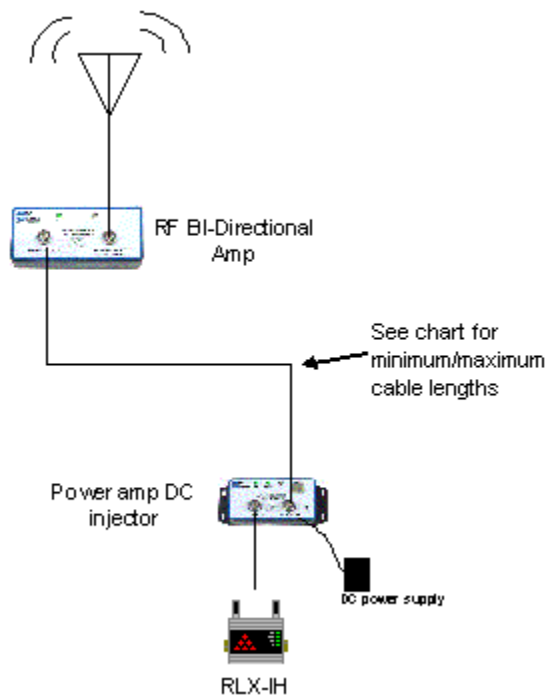 RF BI-Directional
Amp
See chart for
minimum/maximum
cable lengths
Power amp DC
injector
DC power supply
RLX-IH